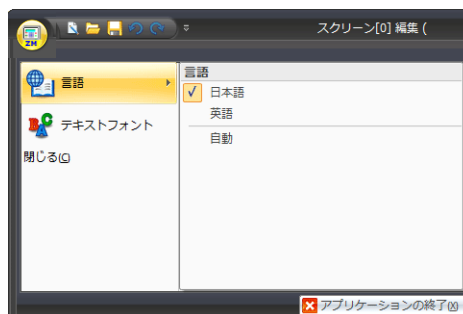 スクリーン[0] 編集 (
ZM
言語
テキストフォント
閉じる(C)
言語
日本語
英語
自動
アプリケーションの終了(X)